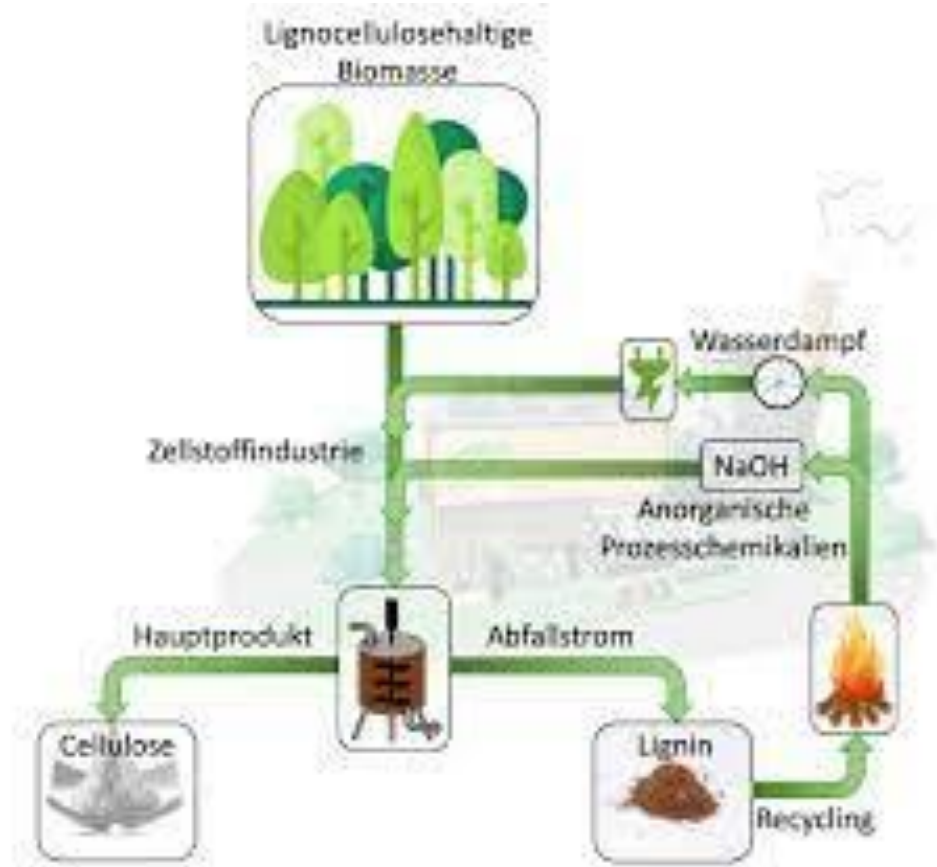 Lignocellulosehaltige
Biomasse
Wasserdampf
Zellstoffindustrie
NaOH
Anorganische
Prozesschemikalien
Hauptprodukt
Abfallstrom
Cellulose
Lignin
Recycling